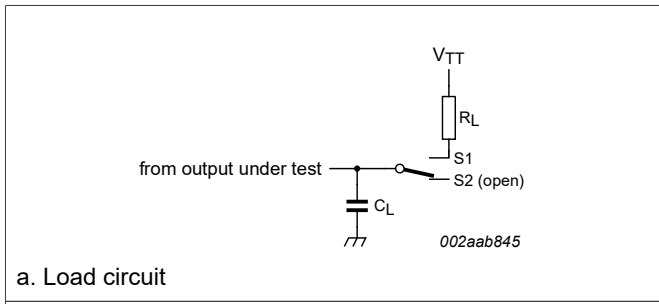 VTT
RL
S1
from output under test
S2 (open)
CL
002aab845
a. Load circuit